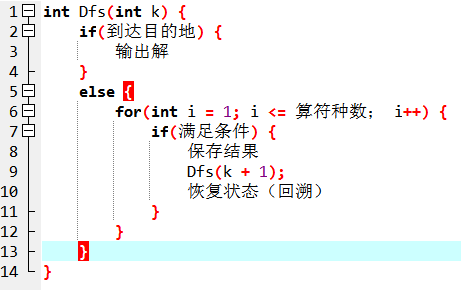 1 int Dfs(int k) {
2 if(到达目的地) {
3 输出解
4 }
5 else {
6 for(int i = 1; i <= 算符种数; i++) {
7 if(满足条件) {
8 保存结果
9 Dfs(k + 1);
10 恢复状态（回溯）
11 }
12 }
13 }
14 }